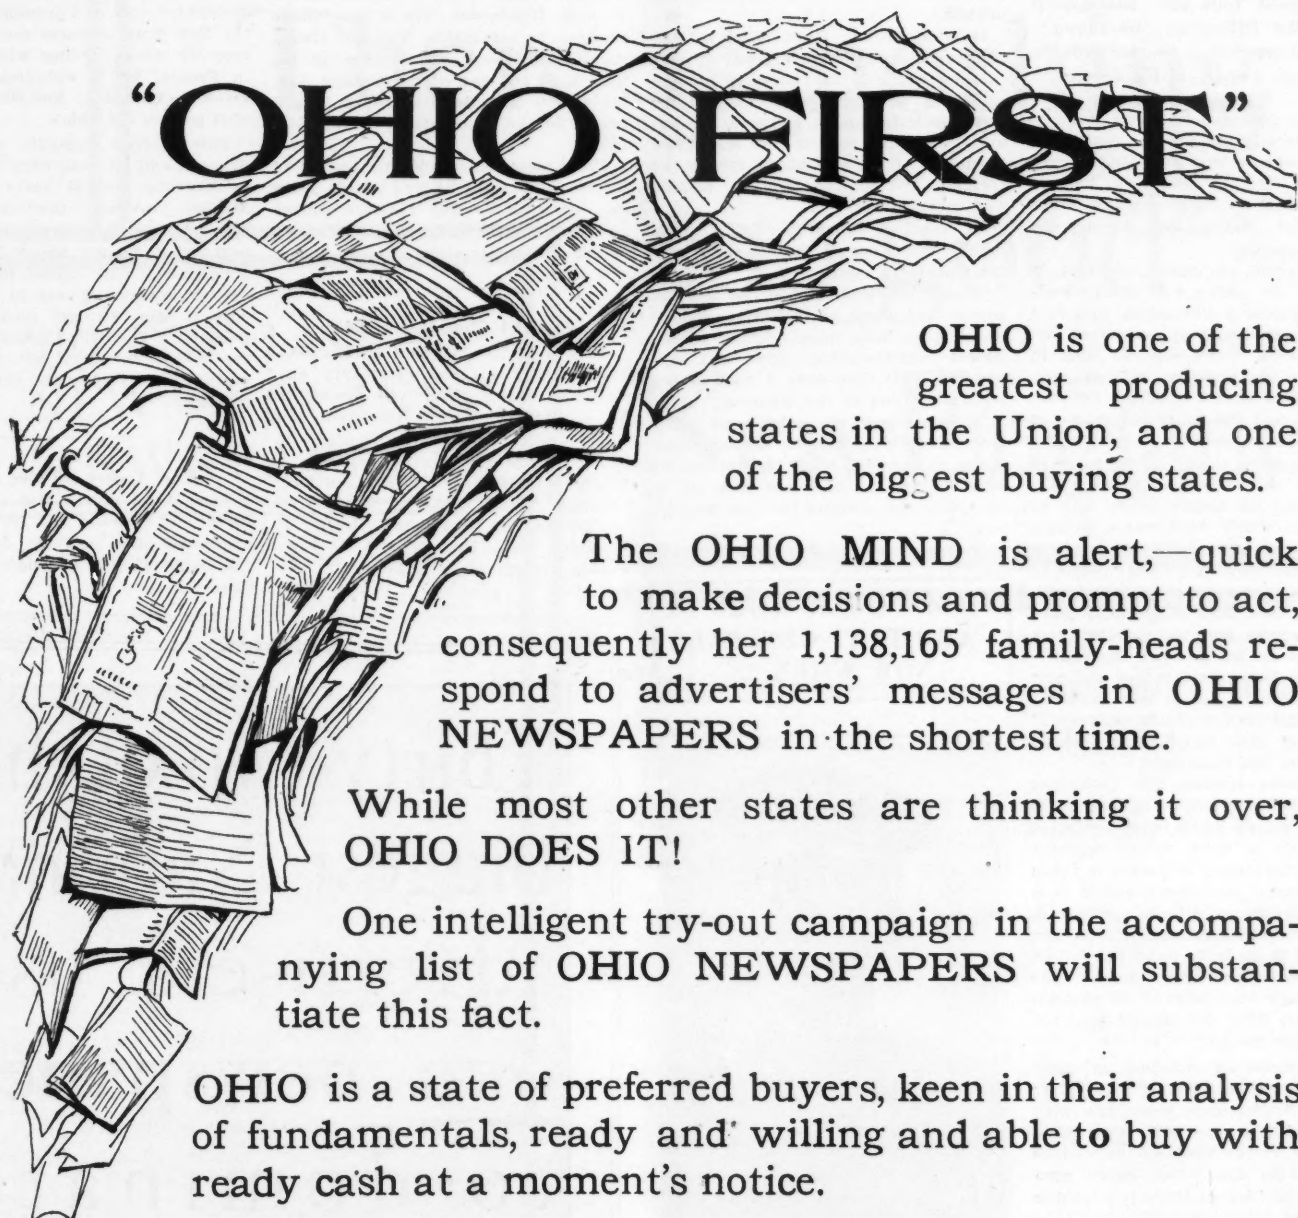 “OHIO FIRST”
OHIO is one of the
greatest producing
states in the Union, and one
of the biggest buying states.
The OHIO MIND is alert,—quick
to make decisions and prompt to act,
consequently her 1,138,165 family-heads re-
spond to advertisers’ messages in OHIO
NEWSPAPERS in the shortest time.
While most other states are thinking it over,
OHIO DOES IT!
One intelligent try-out campaign in the accompa-
nying list of OHIO NEWSPAPERS will substan-
tiate this fact.
OHIO is a state of preferred buyers, keen in their analysis
of fundamentals, ready and willing and able to buy with
ready cash at a moment’s notice.